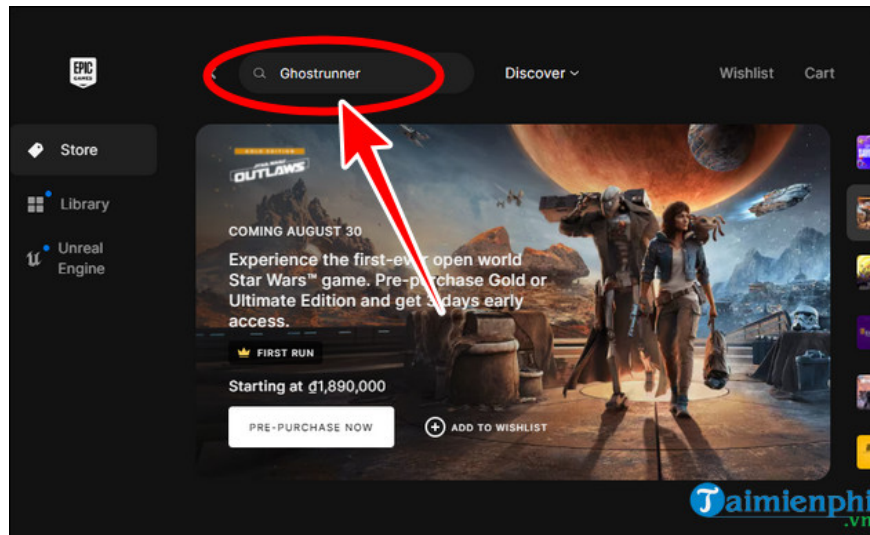 EPIC
GAMES
Ghostrunner
Discover
Wishlist
Cart
Store
Library
Unreal
Engine
GOLD EDITION
STAR WARS
OUTLAWS
COMING AUGUST 30
Experience the first-ever open world
Star Wars™ game. Pre-purchase Gold or
Ultimate Edition and get 3 days early
access.
FIRST RUN
Starting at ₫1,890,000
PRE-PURCHASE NOW
ADD TO WISHLIST
Taimienphi
.vn